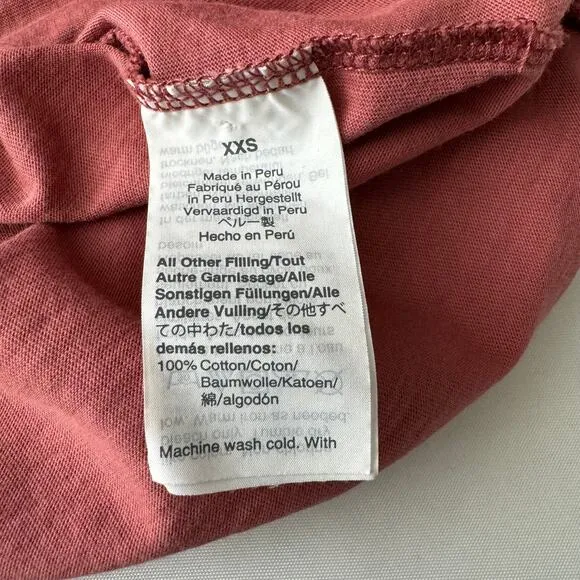 XXS
Made in Peru
Fabriqué au Pérou
in Peru Hergestellt
Vervaardigd in Peru
ペルー製
Hecho en Perú
All Other Filling/Tout
Autre Garnissage/Alle
Sonstigen Füllungen/Alle
Andere Vulling/その他すべ
ての中わた/todos los
demás rellenos:
100% Cotton/Coton/
Baumwolle/Katoen/
綿/algodón
Machine wash cold. With